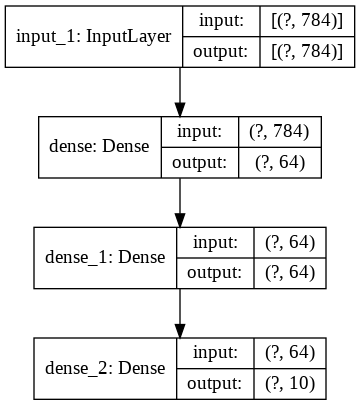 input_1: InputLayer
input: [(?, 784)]
output: [(?, 784)]
dense: Dense
input: (?, 784)
output: (?, 64)
dense_1: Dense
input: (?, 64)
output: (?, 64)
dense_2: Dense
input: (?, 64)
output: (?, 10)